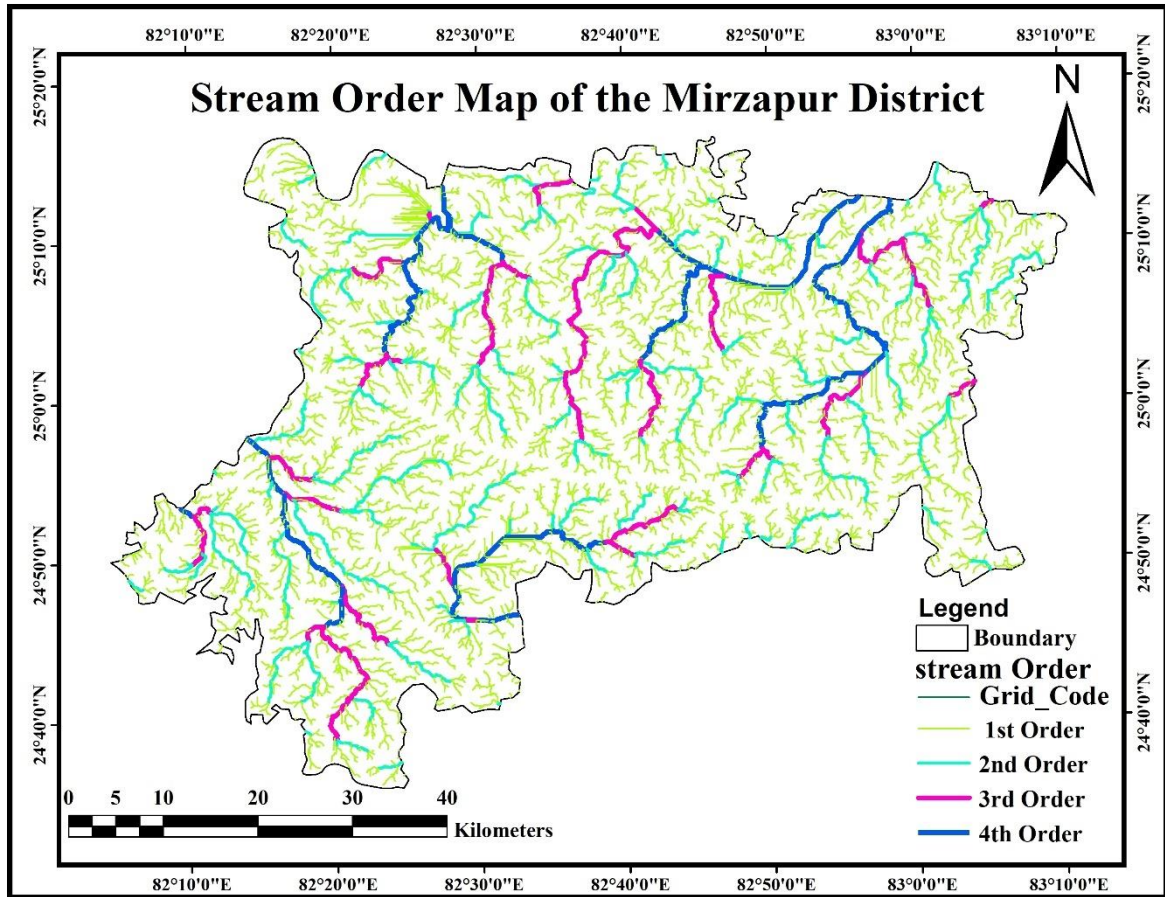 82°10'0"E 82°20'0"E 82°30'0"E 82°40'0"E 82°50'0"E 83°0'0"E 83°10'0"E
Stream Order Map of the Mirzapur District
N
25°20'0"N
25°10'0"N
25°0'0"N
24°50'0"N
24°40'0"N
25°20'0"N
25°10'0"N
25°0'0"N
24°50'0"N
24°40'0"N
Legend
Boundary
stream Order
Grid_Code
1st Order
2nd Order
3rd Order
4th Order
0 5 10 20 30 40
Kilometers
82°10'0"E 82°20'0"E 82°30'0"E 82°40'0"E 82°50'0"E 83°0'0"E 83°10'0"E